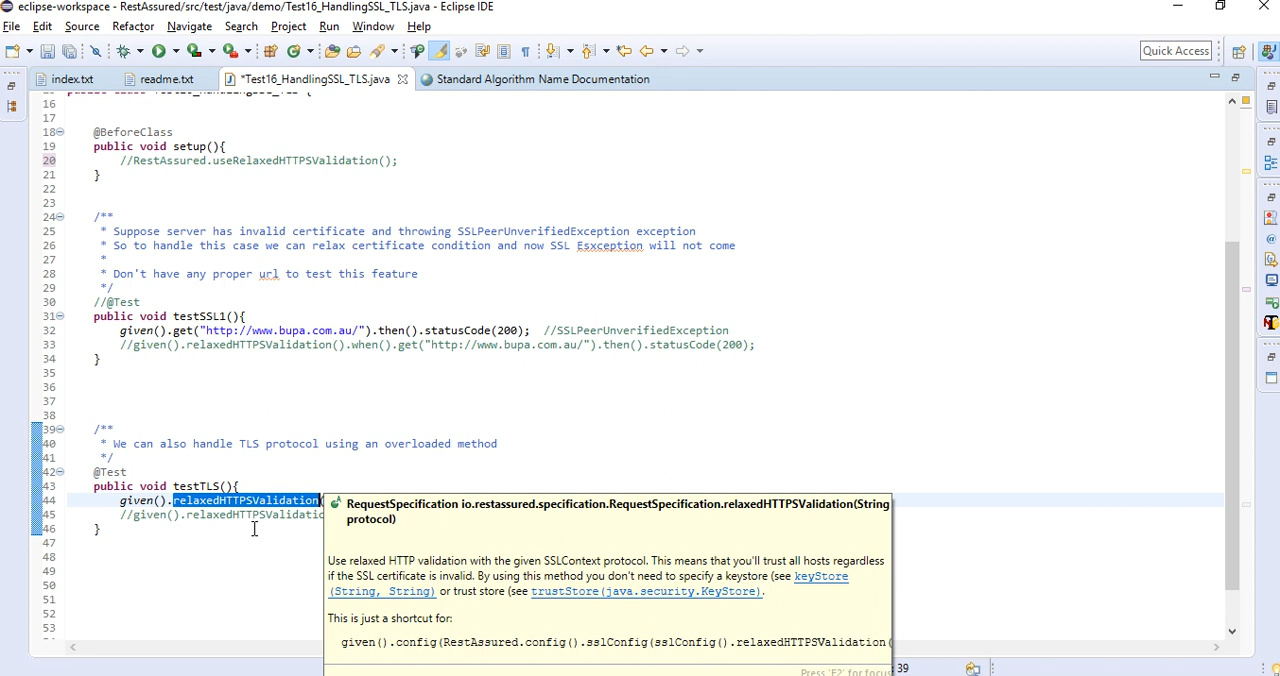 eclipse-workspace - RestAssured/src/test/java/demo/Test16_HandlingSSL_TLS.java - Eclipse IDE
File Edit Source Refactor Navigate Search Project Run Window Help
Quick Access
index.txt readme.txt *Test16_HandlingSSL_TLS.java Standard Algorithm Name Documentation
16
17
18 @BeforeClass
19 public void setup(){
20 //RestAssured.useRelaxedHTTPSValidation();
21 }
22
23
24 /**
25 * Suppose server has invalid certificate and throwing SSLPeerUnverifiedException exception
26 * So to handle this case we can relax certificate condition and now SSL Esxception will not come
27 *
28 * Don't have any proper url to test this feature
29 */
30 //@Test
31 public void testSSL1(){
32 given().get("http://www.bupa.com.au/").then().statusCode(200); //SSLPeerUnverifiedException
33 //given().relaxedHTTPSValidation().when().get("http://www.bupa.com.au/").then().statusCode(200);
34 }
35
36
37
38
39 /**
40 * We can also handle TLS protocol using an overloaded method
41 */
42 @Test
43 public void testTLS(){
44 given().relaxedHTTPSValidation(
45 //given().relaxedHTTPSValidatio
46 }
47
48
49
50
51
52
53
RequestSpecification io.restassured.specification.RequestSpecification.relaxedHTTPSValidation(String
protocol)
Use relaxed HTTP validation with the given SSLContext protocol. This means that you'll trust all hosts regardless
if the SSL certificate is invalid. By using this method you don't need to specify a keystore (see keyStore
(String, String) or trust store (see trustStore(java.security.KeyStore).
This is just a shortcut for:
given().config(RestAssured.config().sslConfig(sslConfig().relaxedHTTPSValidation(
Press 'F2' for focus
: 39